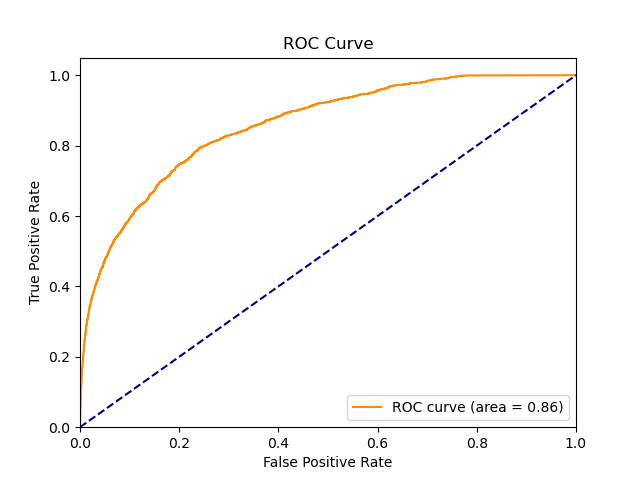 ROC Curve
1.0
0.8
0.6
0.4
0.2
0.0
True Positive Rate
ROC curve (area = 0.86)
0.0 0.2 0.4 0.6 0.8 1.0
False Positive Rate